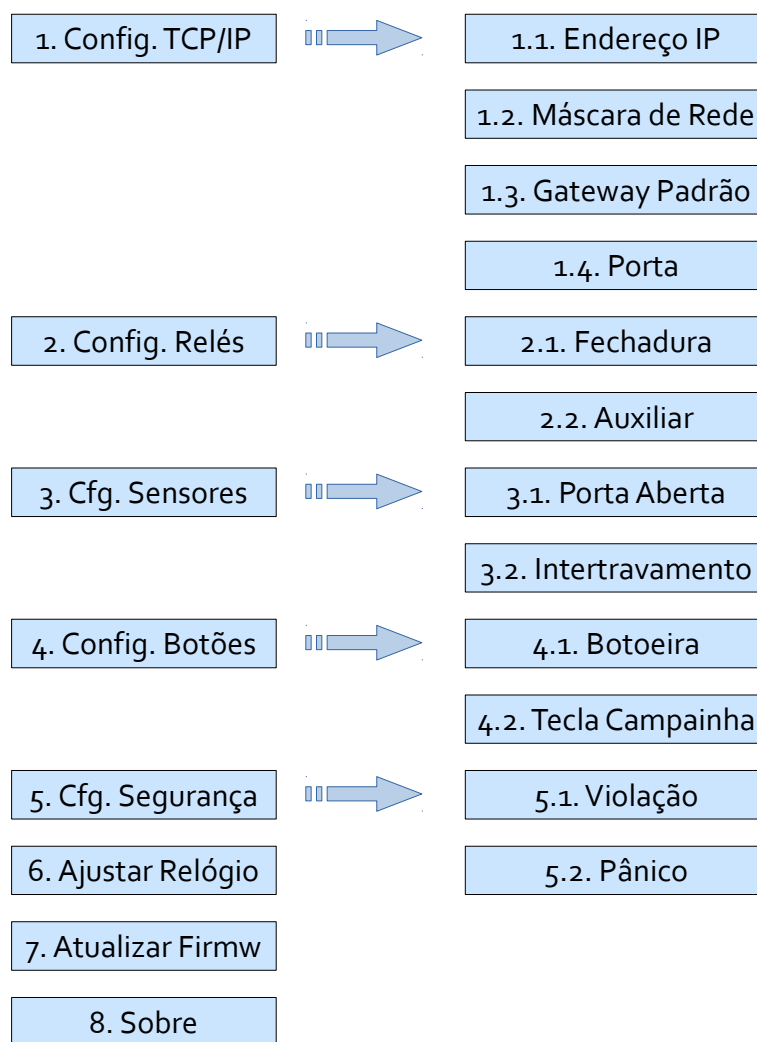 1. Config. TCP/IP
1.1. Endereço IP
1.2. Máscara de Rede
1.3. Gateway Padrão
1.4. Porta
2. Config. Relés
2.1. Fechadura
2.2. Auxiliar
3. Cfg. Sensores
3.1. Porta Aberta
3.2. Intertravamento
4. Config. Botões
4.1. Botoeira
4.2. Tecla Campainha
5. Cfg. Segurança
5.1. Violação
6. Ajustar Relógio
5.2. Pânico
7. Atualizar Firmw
8. Sobre